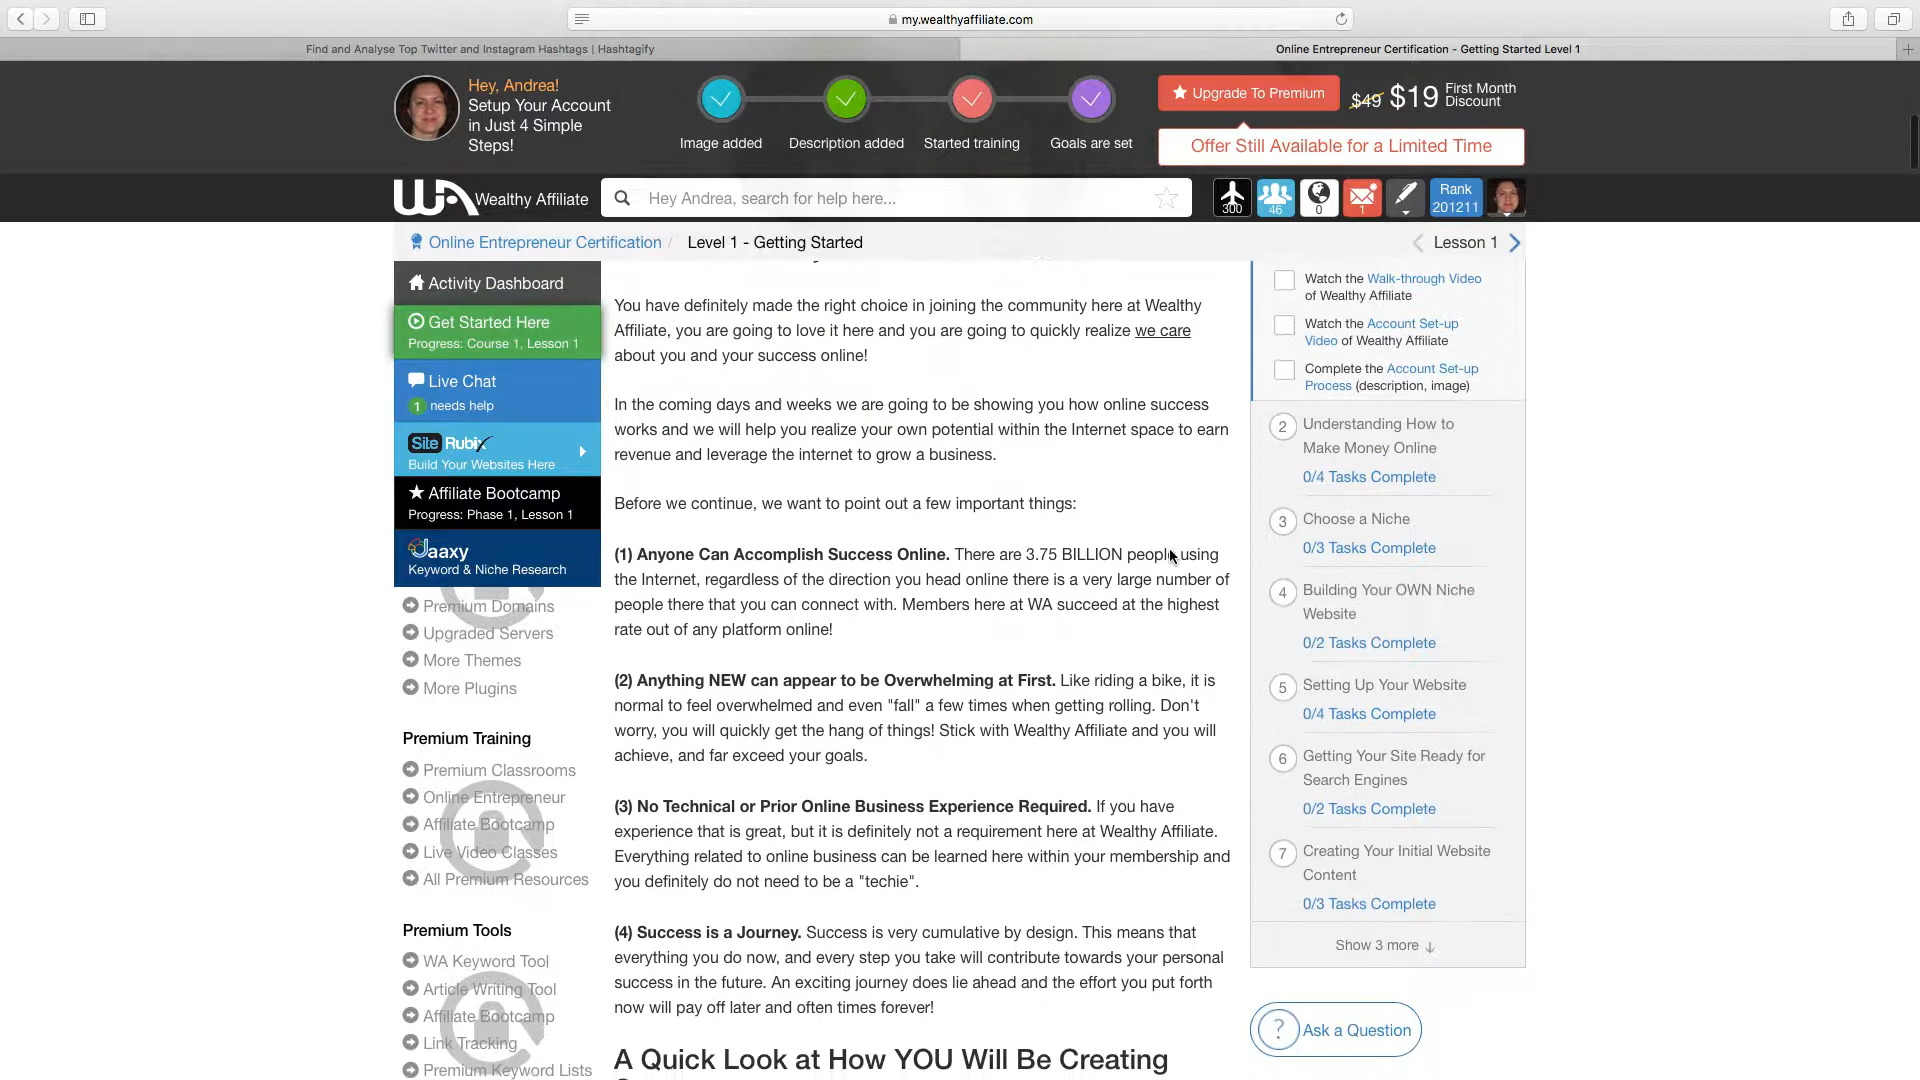 my.wealthyaffiliate.com
Find and Analyse Top Twitter and Instagram Hashtags | Hashtagify
Online Entrepreneur Certification - Getting Started Level 1
Hey, Andrea!
Setup Your Account
in Just 4 Simple
Steps!
Image added
Description added
Started training
Goals are set
Upgrade To Premium
$49 $19 First Month
Discount
Offer Still Available for a Limited Time
WA Wealthy Affiliate
Hey Andrea, search for help here...
300
46
0
1
Rank
201211
Online Entrepreneur Certification / Level 1 - Getting Started
Lesson 1
Activity Dashboard
Get Started Here
Progress: Course 1, Lesson 1
Live Chat
1 needs help
Site Rubix
Build Your Websites Here
Affiliate Bootcamp
Progress: Phase 1, Lesson 1
Jaaxy
Keyword & Niche Research
Premium Domains
Upgraded Servers
More Themes
More Plugins
Premium Training
Premium Classrooms
Online Entrepreneur
Affiliate Bootcamp
Live Video Classes
All Premium Resources
Premium Tools
WA Keyword Tool
Article Writing Tool
Affiliate Bootcamp
Link Tracking
Premium Keyword Lists
You have definitely made the right choice in joining the community here at Wealthy
Affiliate, you are going to love it here and you are going to quickly realize we care
about you and your success online!
In the coming days and weeks we are going to be showing you how online success
works and we will help you realize your own potential within the Internet space to earn
revenue and leverage the internet to grow a business.
Before we continue, we want to point out a few important things:
(1) Anyone Can Accomplish Success Online. There are 3.75 BILLION people using
the Internet, regardless of the direction you head online there is a very large number of
people there that you can connect with. Members here at WA succeed at the highest
rate out of any platform online!
(2) Anything NEW can appear to be Overwhelming at First. Like riding a bike, it is
normal to feel overwhelmed and even "fall" a few times when getting rolling. Don't
worry, you will quickly get the hang of things! Stick with Wealthy Affiliate and you will
achieve, and far exceed your goals.
(3) No Technical or Prior Online Business Experience Required. If you have
experience that is great, but it is definitely not a requirement here at Wealthy Affiliate.
Everything related to online business can be learned here within your membership and
you definitely do not need to be a "techie".
(4) Success is a Journey. Success is very cumulative by design. This means that
everything you do now, and every step you take will contribute towards your personal
success in the future. An exciting journey does lie ahead and the effort you put forth
now will pay off later and often times forever!
A Quick Look at How YOU Will Be Creating
Watch the Walk-through Video
of Wealthy Affiliate
Watch the Account Set-up
Video of Wealthy Affiliate
Complete the Account Set-up
Process (description, image)
2 Understanding How to
Make Money Online
0/4 Tasks Complete
3 Choose a Niche
0/3 Tasks Complete
4 Building Your OWN Niche
Website
0/2 Tasks Complete
5 Setting Up Your Website
0/4 Tasks Complete
6 Getting Your Site Ready for
Search Engines
0/2 Tasks Complete
7 Creating Your Initial Website
Content
0/3 Tasks Complete
Show 3 more
? Ask a Question